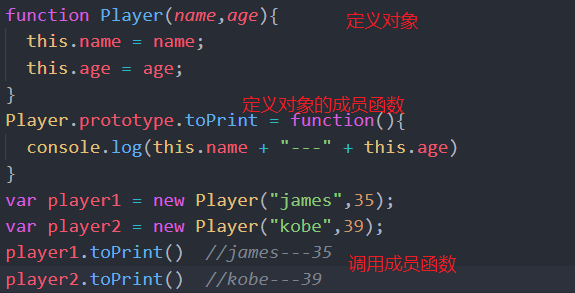 function Player(name,age){ 定义对象
this.name = name;
this.age = age;
}
定义对象的成员函数
Player.prototype.toPrint = function(){
console.log(this.name + "---" + this.age)
}
var player1 = new Player("james",35);
var player2 = new Player("kobe",39);
player1.toPrint() //james---35
调用成员函数
player2.toPrint() //kobe---39